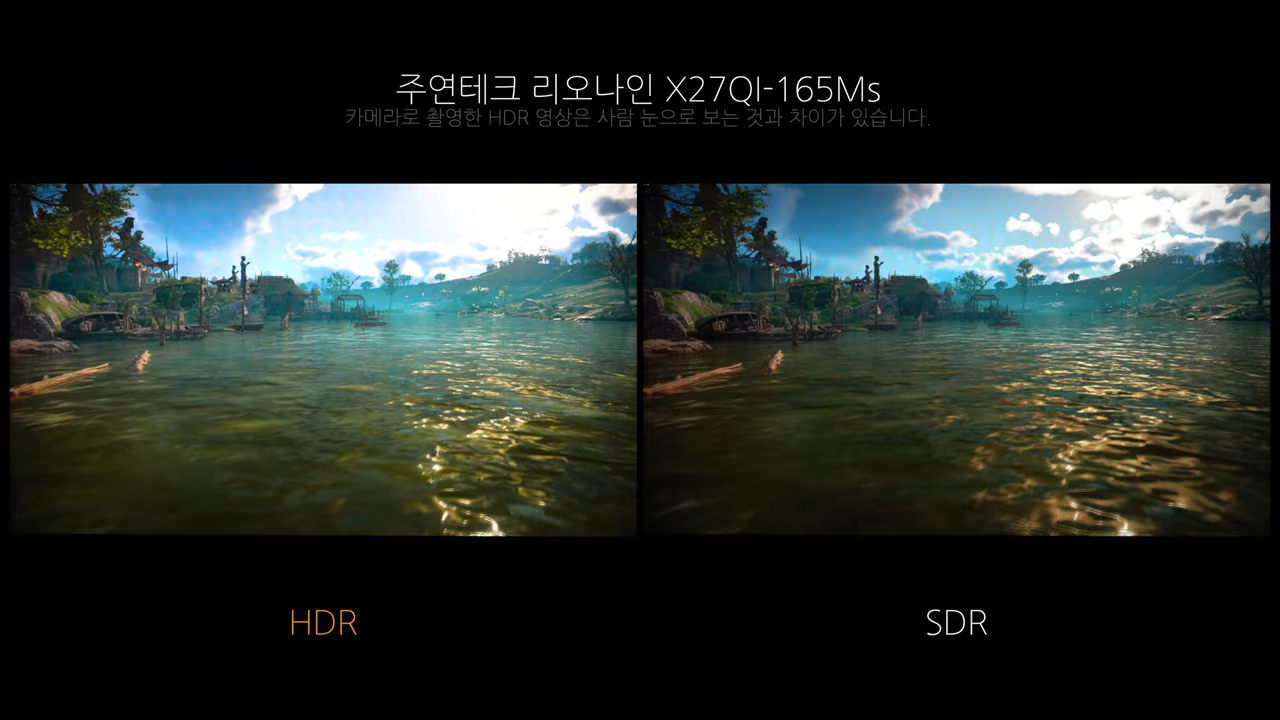 주연테크 리오나인 X27QI-165Ms
카메라로 촬영한 HDR 영상은 사람 눈으로 보는 것과 차이가 있습니다.
HDR
SDR